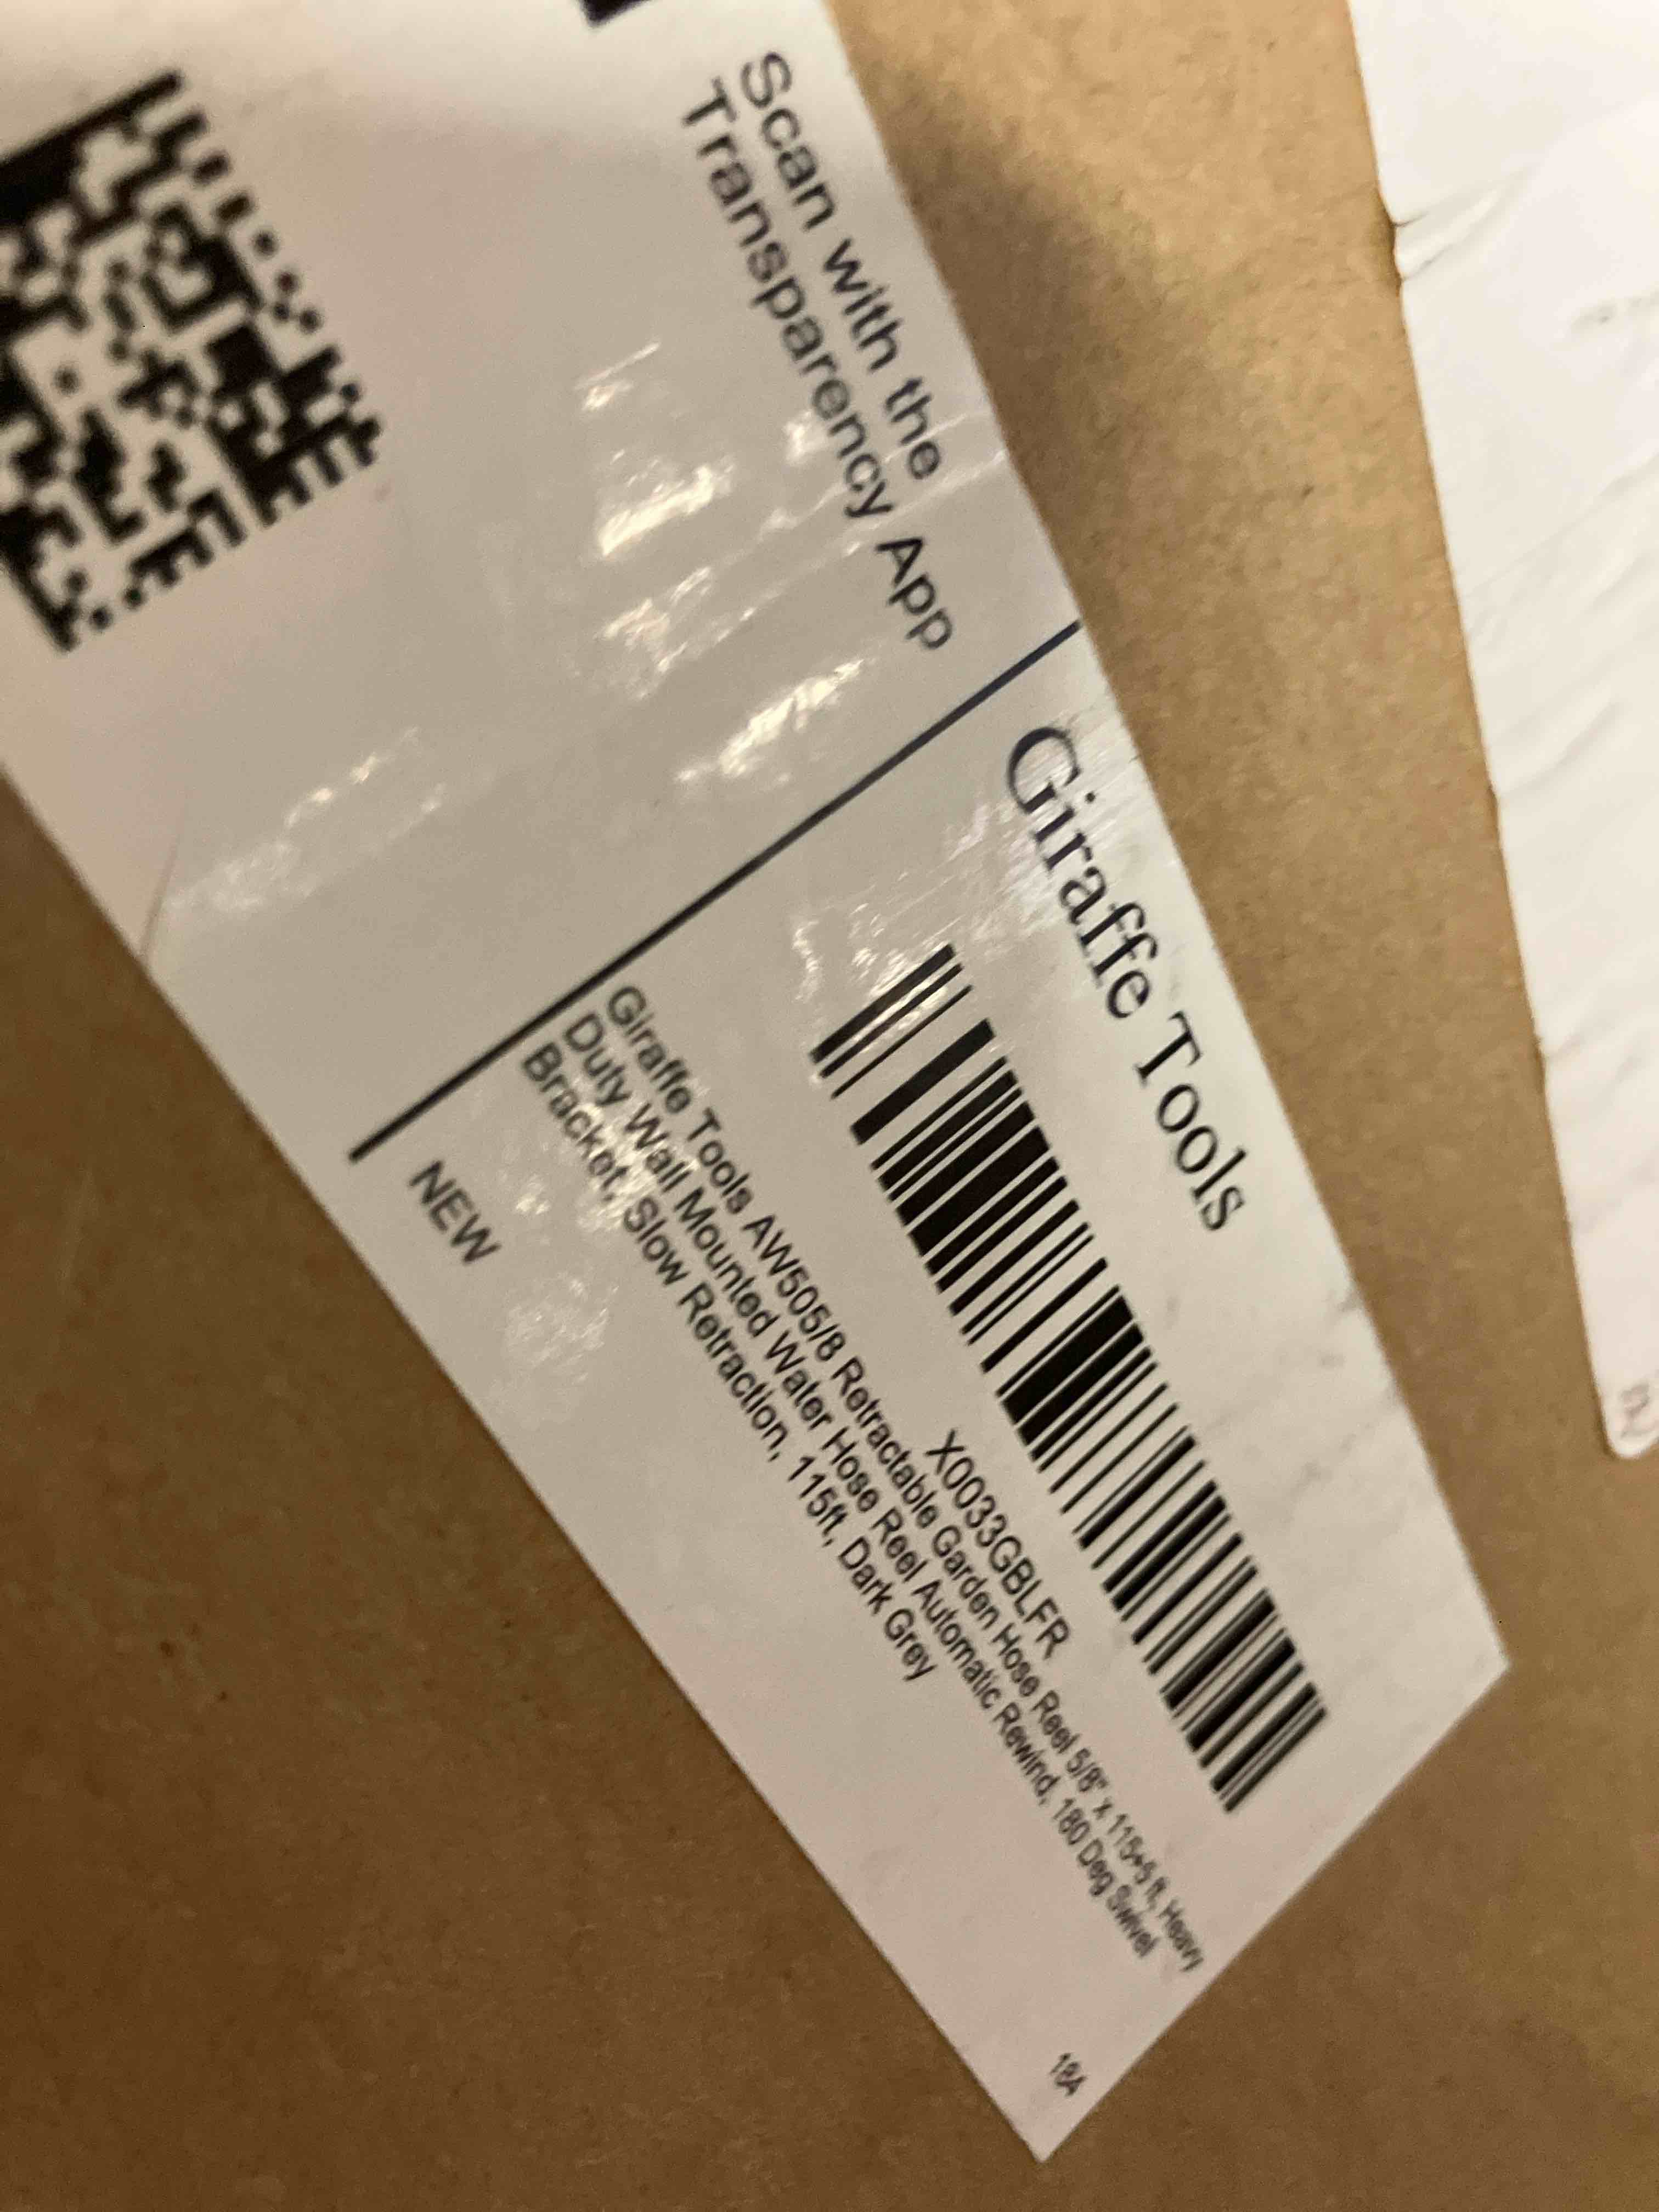 Scan with the
Transparency App
Giraffe Tools
X0033GBLFR
Giraffe Tools AW505/8 Retractable Garden Hose Reel 5/8" x 115+5 ft, Heavy
Duty Wall Mounted Water Hose Reel Automatic Rewind, 180 Deg Swivel
Bracket, Slow Retraction, 115ft, Dark Grey
NEW
18A